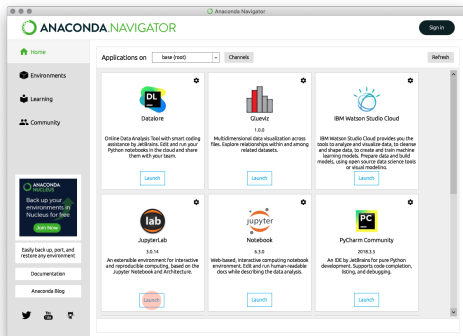 Anaconda Navigator
ANACONDA.NAVIGATOR
Sign in
Home
Environments
Learning
Community
Applications on
base (root)
Channels
Refresh
DL
Datalore
Online Data Analysis Tool with smart coding
assistance by JetBrains. Edit and run your
Python notebooks in the cloud and share
them with your team.
Launch
Glueviz
1.0.0
Multidimensional data visualization across
files. Explore relationships within and among
related datasets.
Launch
IBM Watson Studio Cloud
IBM Watson Studio Cloud provides you the
tools to analyze and visualize data, to cleanse
and shape data, to create and train machine
learning models. Prepare data and build
models, using open source data science tools
or visual modeling.
Launch
lab
JupyterLab
3.0.14
An extensible environment for interactive
and reproducible computing, based on the
Jupyter Notebook and Architecture.
Launch
jupyter
Notebook
6.3.0
Web-based, interactive computing notebook
environment. Edit and run human-readable
docs while describing the data analysis.
Launch
PC
PyCharm Community
2018.3.5
An IDE by JetBrains for pure Python
development. Supports code completion,
listing, and debugging.
Launch
ANACONDA
NUCLEUS
Back up your
environments in
Nucleus for free
Join Now
Easily back up, port, and
restore any environment
Documentation
Anaconda Blog